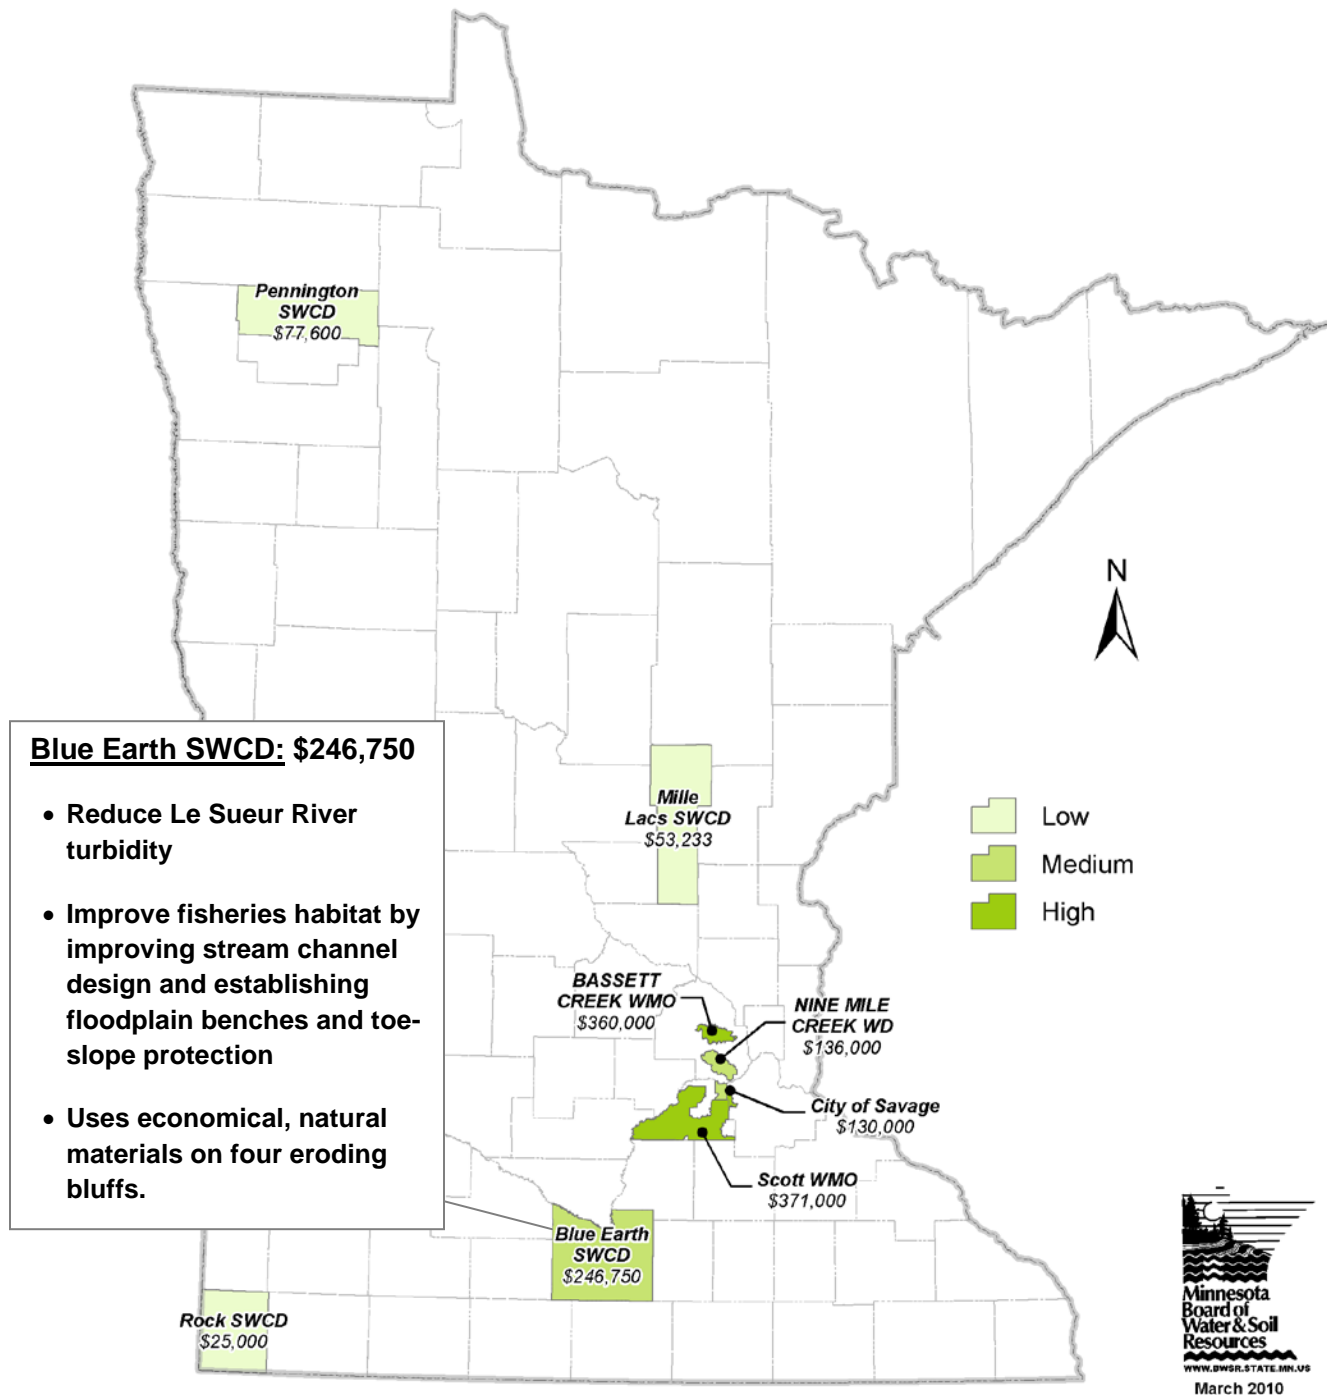 Pennington
SWCD
$77,600
N
Blue Earth SWCD: $246,750
• Reduce Le Sueur River
turbidity
• Improve fisheries habitat by
improving stream channel
design and establishing
floodplain benches and toe-
slope protection
• Uses economical, natural
materials on four eroding
bluffs.
Mille
Lacs SWCD
$53,233
Low
Medium
High
BASSETT
CREEK WMO
$360,000
NINE MILE
CREEK WD
$136,000
City of Savage
$130,000
Scott WMO
$371,000
Blue Earth
SWCD
$246,750
Rock SWCD
$25,000
Minnesota
Board of
Water & Soil
Resources
WWW.BWSR.STATE.MN.US
March 2010